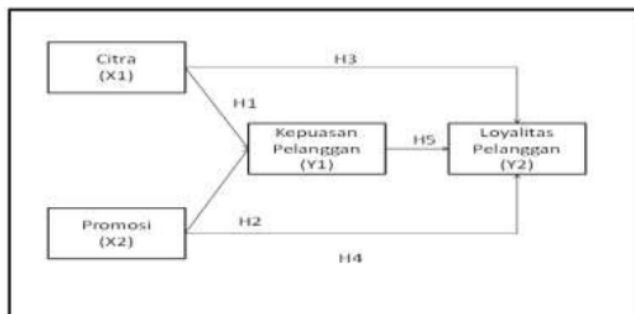 Citra
(X1)
H3
H1
Kepuasan
Pelanggan
(Y1)
H5
Loyalitas
Pelanggan
(Y2)
Promosi
(X2)
H2
H4